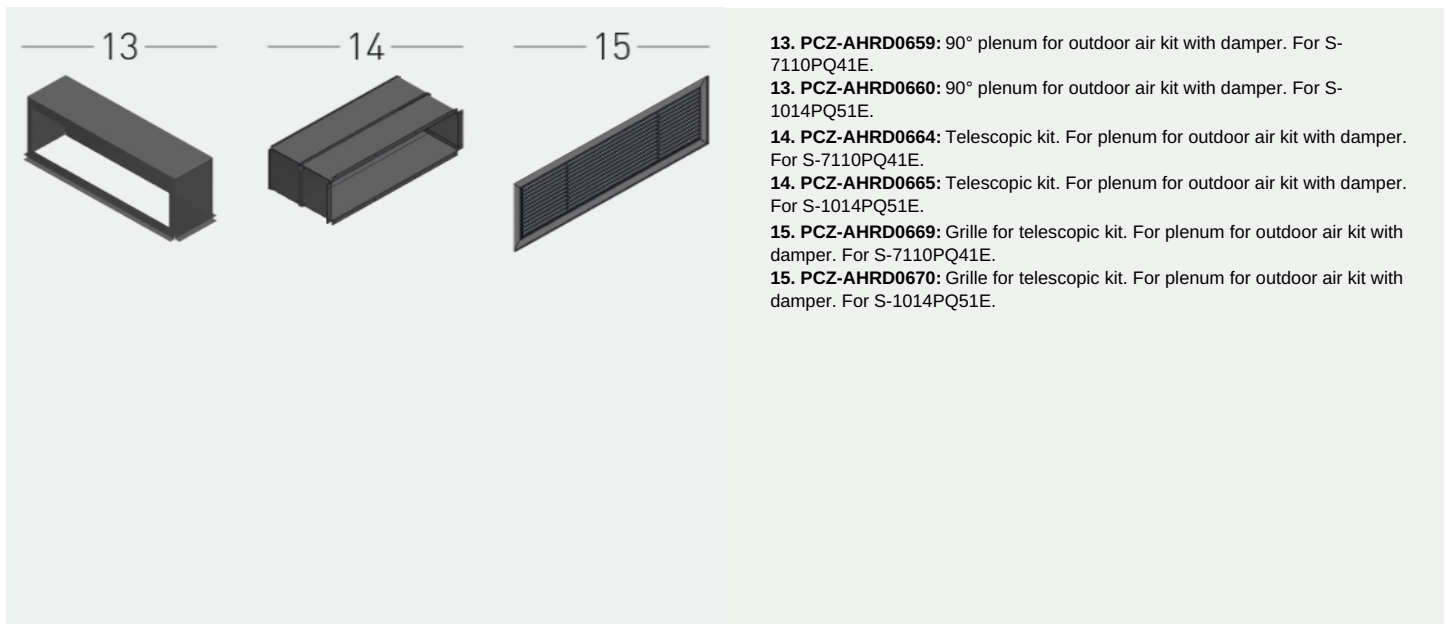 13
14
15
13. PCZ-AHRD0659: 90° plenum for outdoor air kit with damper. For S-
7110PQ41E.
13. PCZ-AHRD0660: 90° plenum for outdoor air kit with damper. For S-
1014PQ51E.
14. PCZ-AHRD0664: Telescopic kit. For plenum for outdoor air kit with damper.
For S-7110PQ41E.
14. PCZ-AHRD0665: Telescopic kit. For plenum for outdoor air kit with damper.
For S-1014PQ51E.
15. PCZ-AHRD0669: Grille for telescopic kit. For plenum for outdoor air kit with
damper. For S-7110PQ41E.
15. PCZ-AHRD0670: Grille for telescopic kit. For plenum for outdoor air kit with
damper. For S-1014PQ51E.